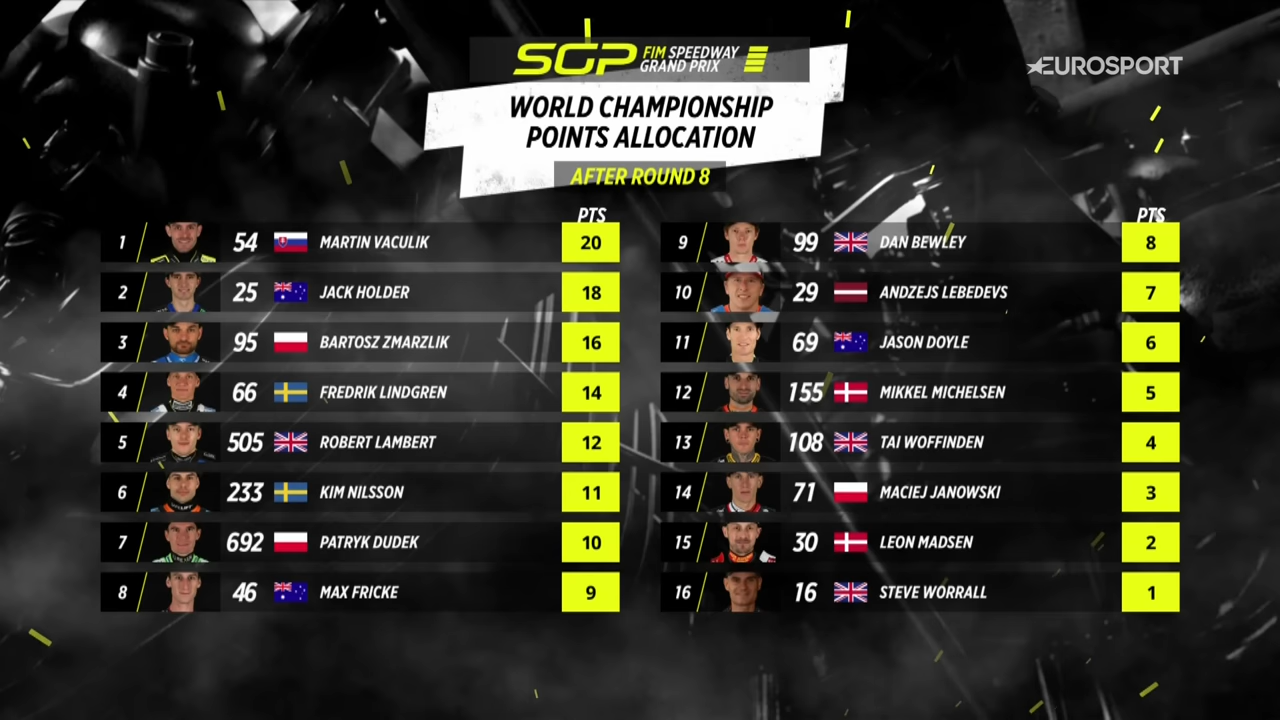 SGP FIM SPEEDWAY
GRAND PRIX
EUROSPORT
WORLD CHAMPIONSHIP
POINTS ALLOCATION
AFTER ROUND 8
PTS
1 54 MARTIN VACULIK 20
2 25 JACK HOLDER 18
3 95 BARTOSZ ZMARZLIK 16
4 66 FREDRIK LINDGREN 14
5 505 ROBERT LAMBERT 12
6 233 KIM NILSSON 11
7 692 PATRYK DUDEK 10
8 46 MAX FRICKE 9
PTS
9 99 DAN BEWLEY 8
10 29 ANDZEJS LEBEDEVS 7
11 69 JASON DOYLE 6
12 155 MIKKEL MICHELSEN 5
13 108 TAI WOFFINDEN 4
14 71 MACIEJ JANOWSKI 3
15 30 LEON MADSEN 2
16 16 STEVE WORRALL 1